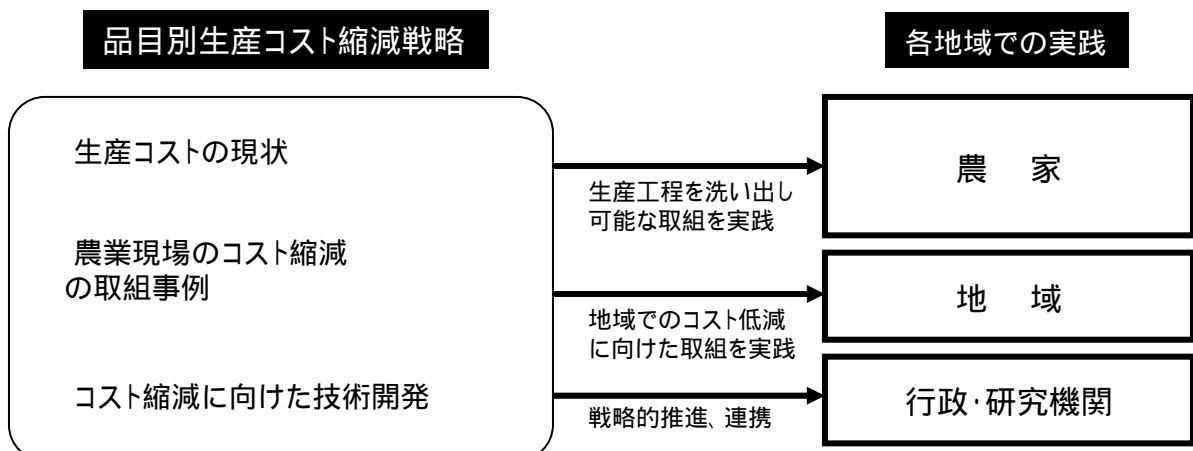 品目別生産コスト縮減戦略
各地域での実践
生産コストの現状
農業現場のコスト縮減
の取組事例
コスト縮減に向けた技術開発
生産工程を洗い出し
可能な取組を実践
地域でのコスト低減
に向けた取組を実践
戦略的推進、連携
農　家
地　域
行政・研究機関